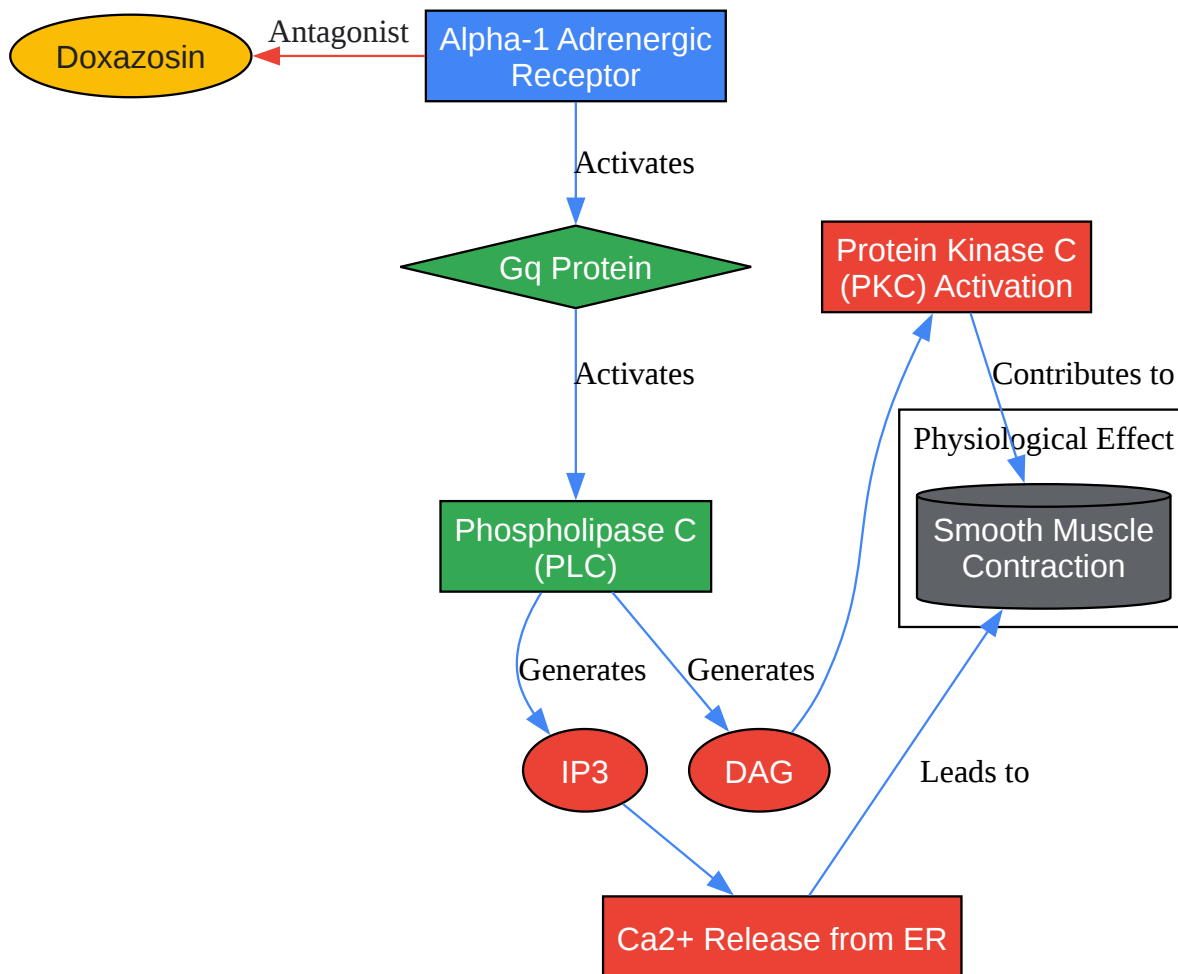 Antagonist
Doxazosin
Alpha-1 Adrenergic
Receptor
Activates
Gq Protein
Protein Kinase C
(PKC) Activation
Activates
Contributes to
Physiological Effect
Phospholipase C
(PLC)
Smooth Muscle
Contraction
Generates
Generates
IP3
DAG
Leads to
Ca2+ Release from ER